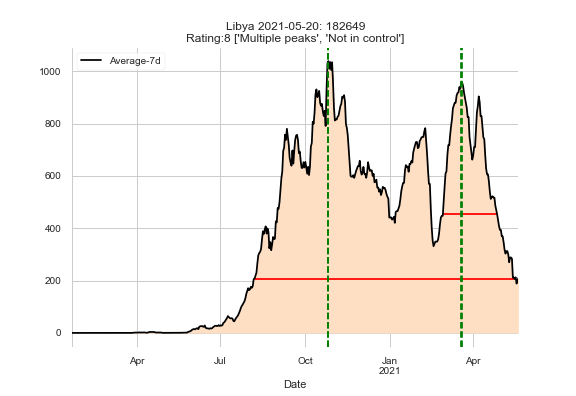 Libya 2021-05-20: 182649
Rating:8 ['Multiple peaks', 'Not in control']
Average-7d
1000
800
600
400
200
0
Apr
Jul
Oct
Jan
2021
Apr
Date